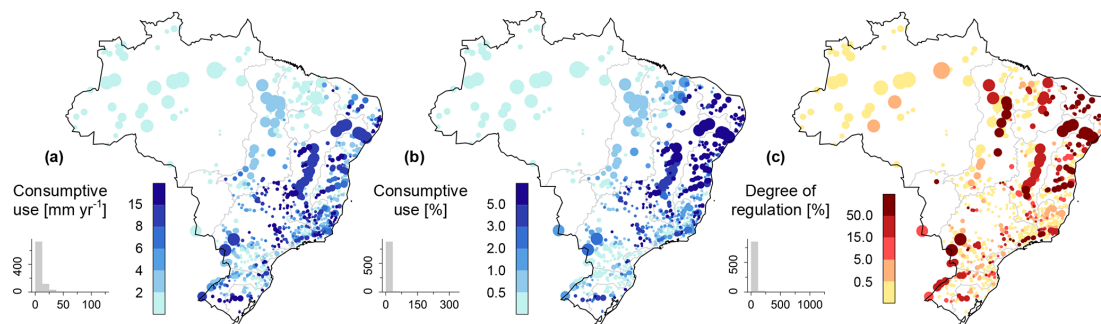 (a)
Consumptive
use [mm yr-1]
15
8
6
4
2
400
0
0 50 100
(b)
Consumptive
use [%]
5.0
3.0
2.0
1.0
0.5
500
0
0 100 300
(c)
Degree of
regulation [%]
50.0
15.0
5.0
0.5
500
0
0 500 1000